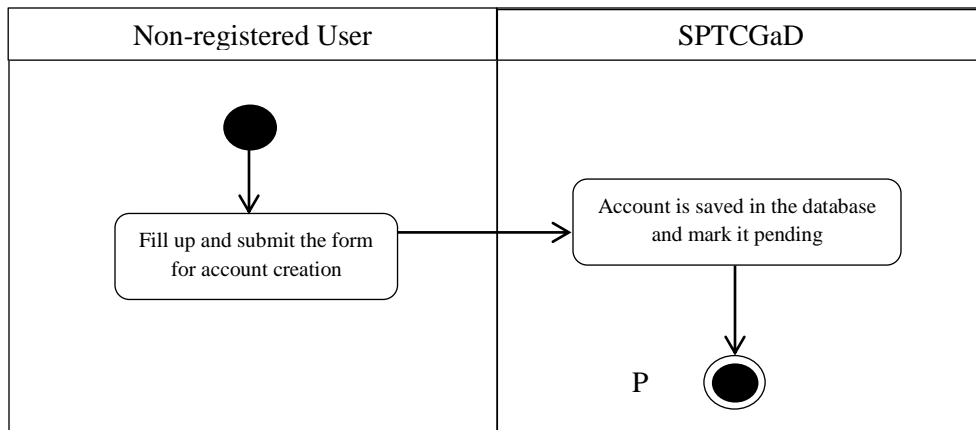 Non-registered User
SPTCGaD
Fill up and submit the form
for account creation
Account is saved in the database
and mark it pending
P